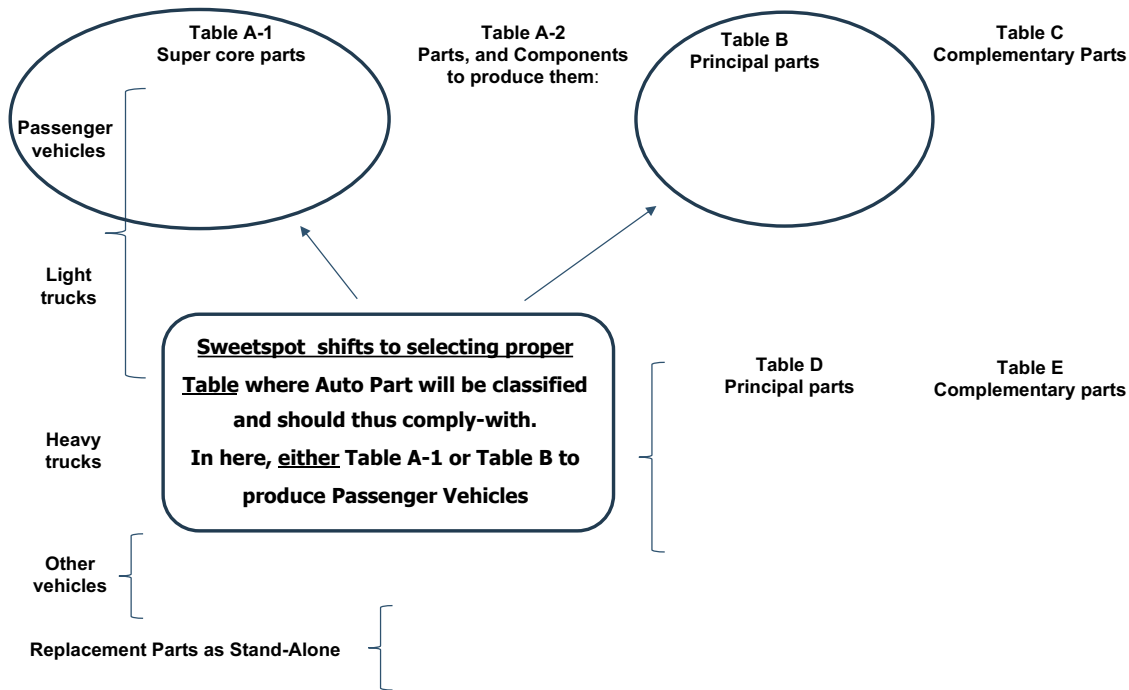 Table A-1
Super core parts
Table A-2
Parts, and Components
to produce them:
Table B
Principal parts
Table C
Complementary Parts
Passenger
vehicles
Light
trucks
Sweetspot  shifts to selecting proper
Table where Auto Part will be classified
and should thus comply-with.
In here, either Table A-1 or Table B to
produce Passenger Vehicles
Table D
Principal parts
Table E
Complementary parts
Heavy
trucks
Other
vehicles
Replacement Parts as Stand-Alone